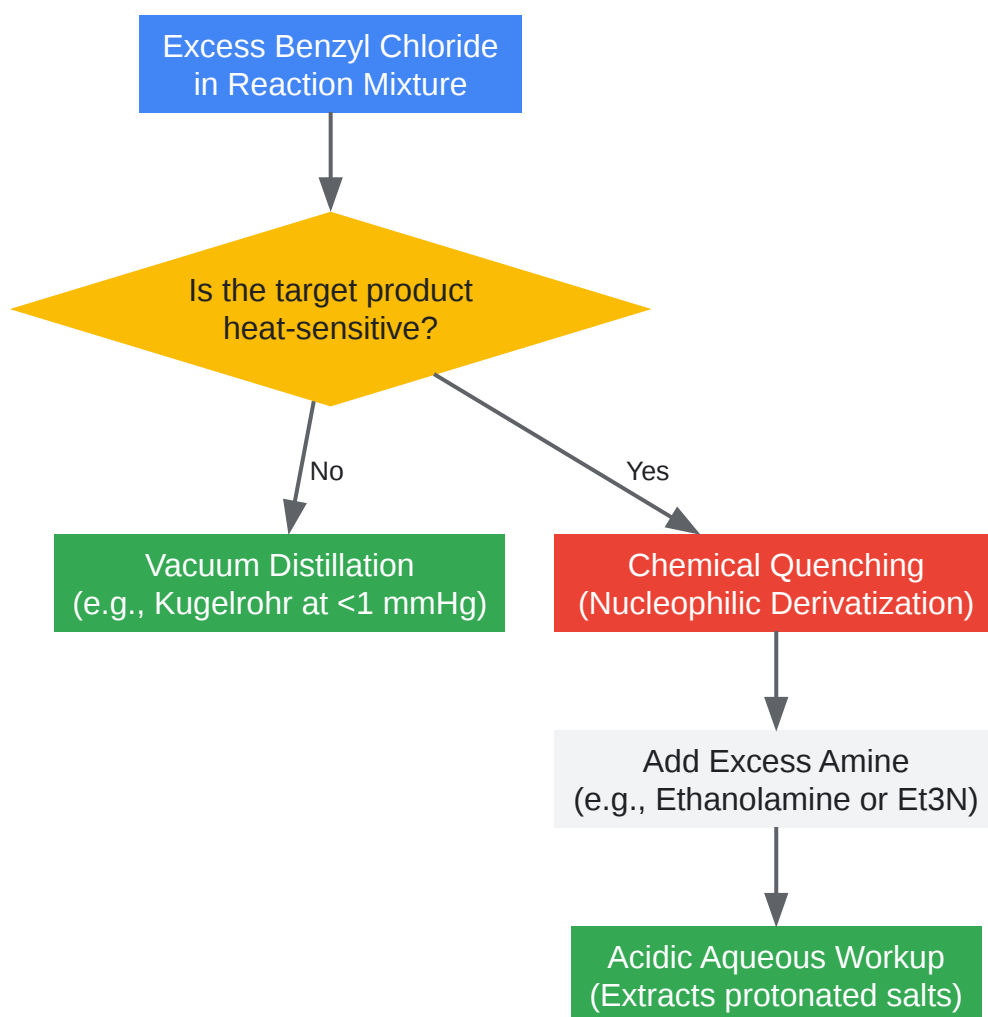 Excess Benzyl Chloride
in Reaction Mixture
Is the target product
heat-sensitive?
No
Yes
Vacuum Distillation
(e.g., Kugelrohr at <1 mmHg)
Chemical Quenching
(Nucleophilic Derivatization)
Add Excess Amine
(e.g., Ethanolamine or Et3N)
Acidic Aqueous Workup
(Extracts protonated salts)